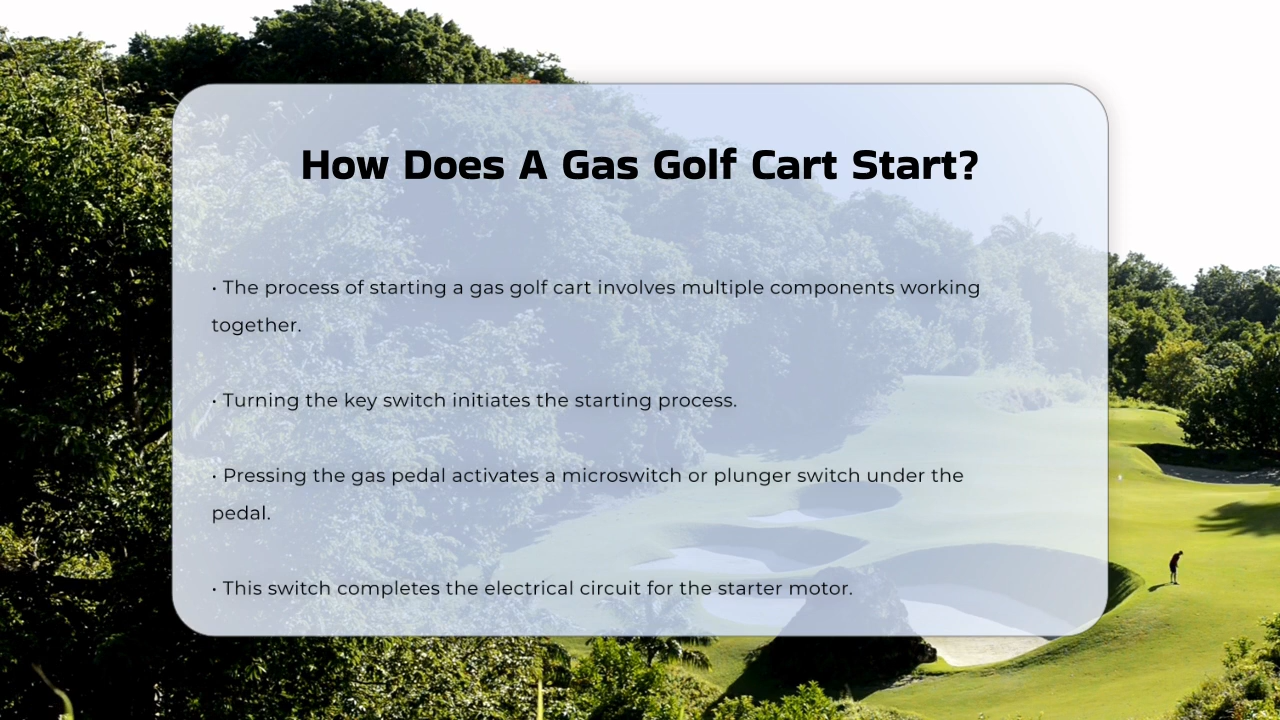 How Does A Gas Golf Cart Start?
• The process of starting a gas golf cart involves multiple components working
together.
• Turning the key switch initiates the starting process.
• Pressing the gas pedal activates a microswitch or plunger switch under the
pedal.
• This switch completes the electrical circuit for the starter motor.